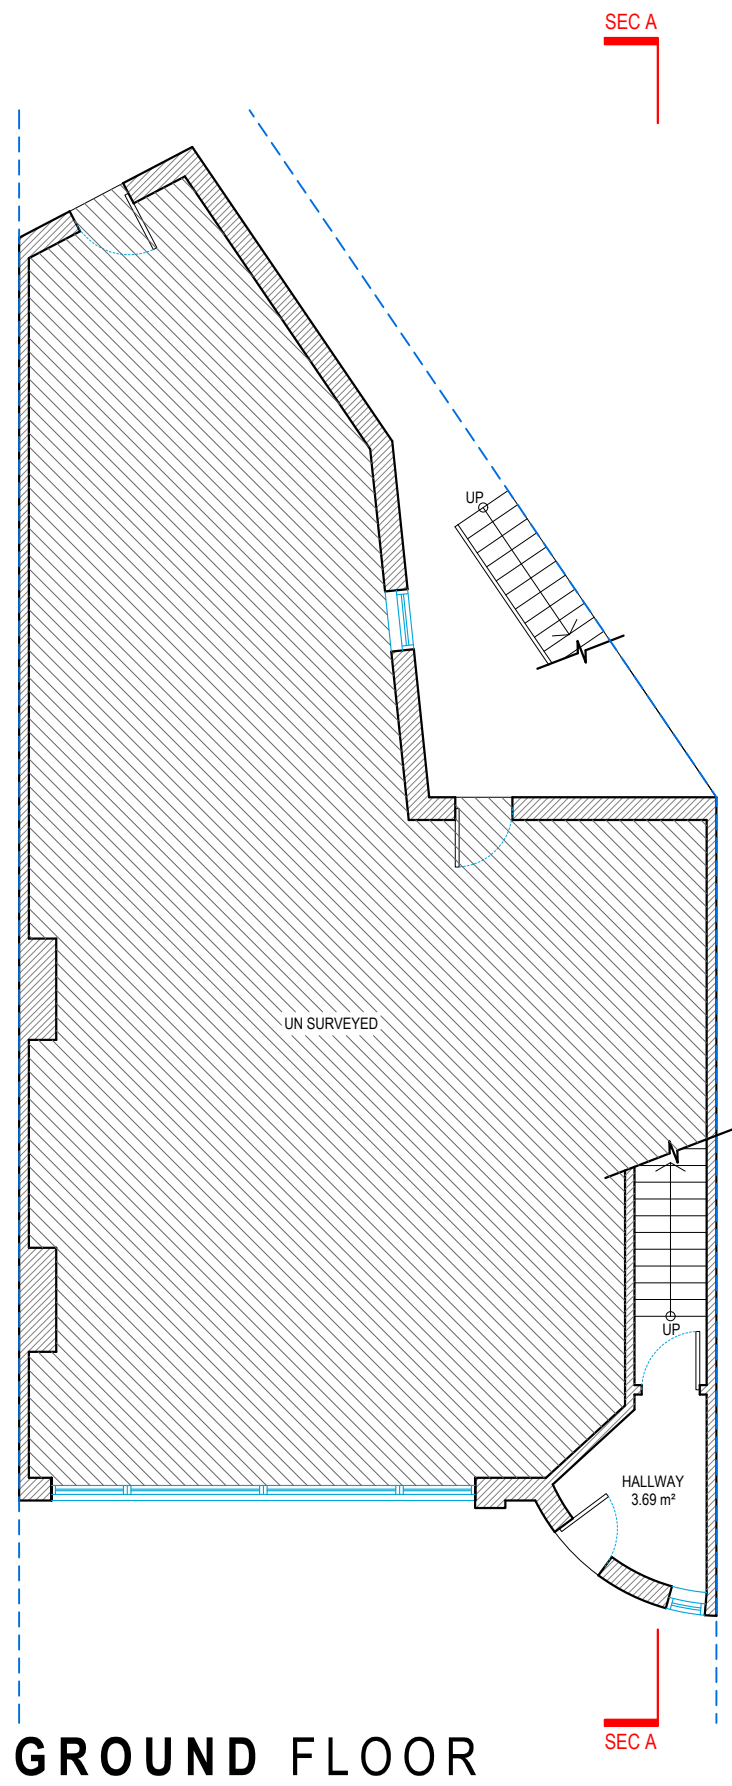 SEC A
UP
UN SURVEYED
UP
HALLWAY
3.69 m²
SEC A
GROUND FLOOR